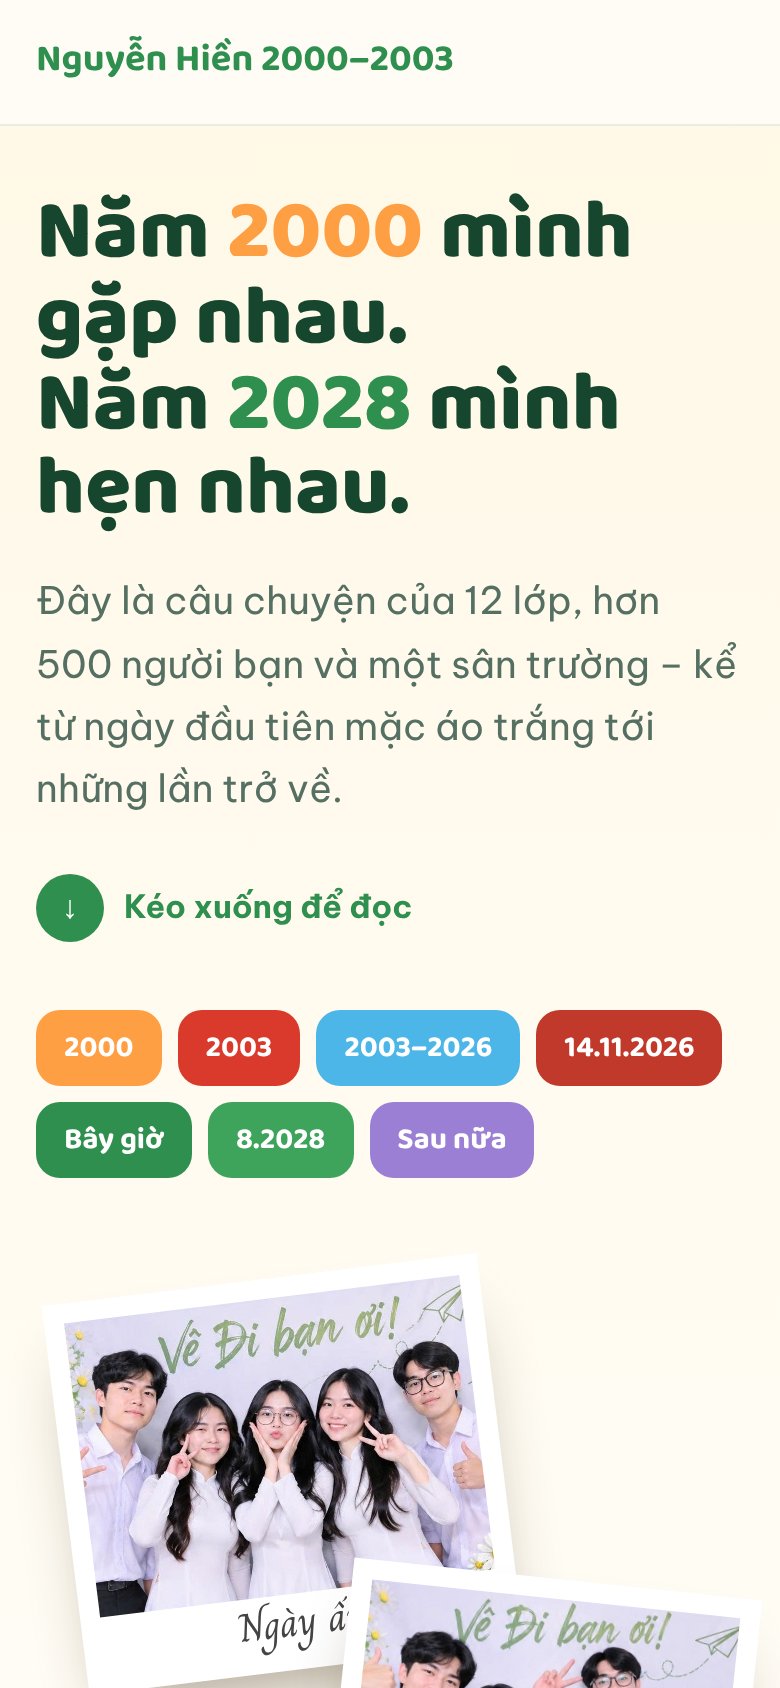 Nguyễn Hiền 2000–2003
Năm 2000 mình
gặp nhau.
Năm 2028 mình
hẹn nhau.
Đây là câu chuyện của 12 lớp, hơn
500 người bạn và một sân trường – kể
từ ngày đầu tiên mặc áo trắng tới
những lần trở về.
↓ Kéo xuống để đọc
2000 2003 2003–2026 14.11.2026
Bây giờ 8.2028 Sau nữa
Về Đi bạn ơi!
Ngày
Về Đi bạn ơi!